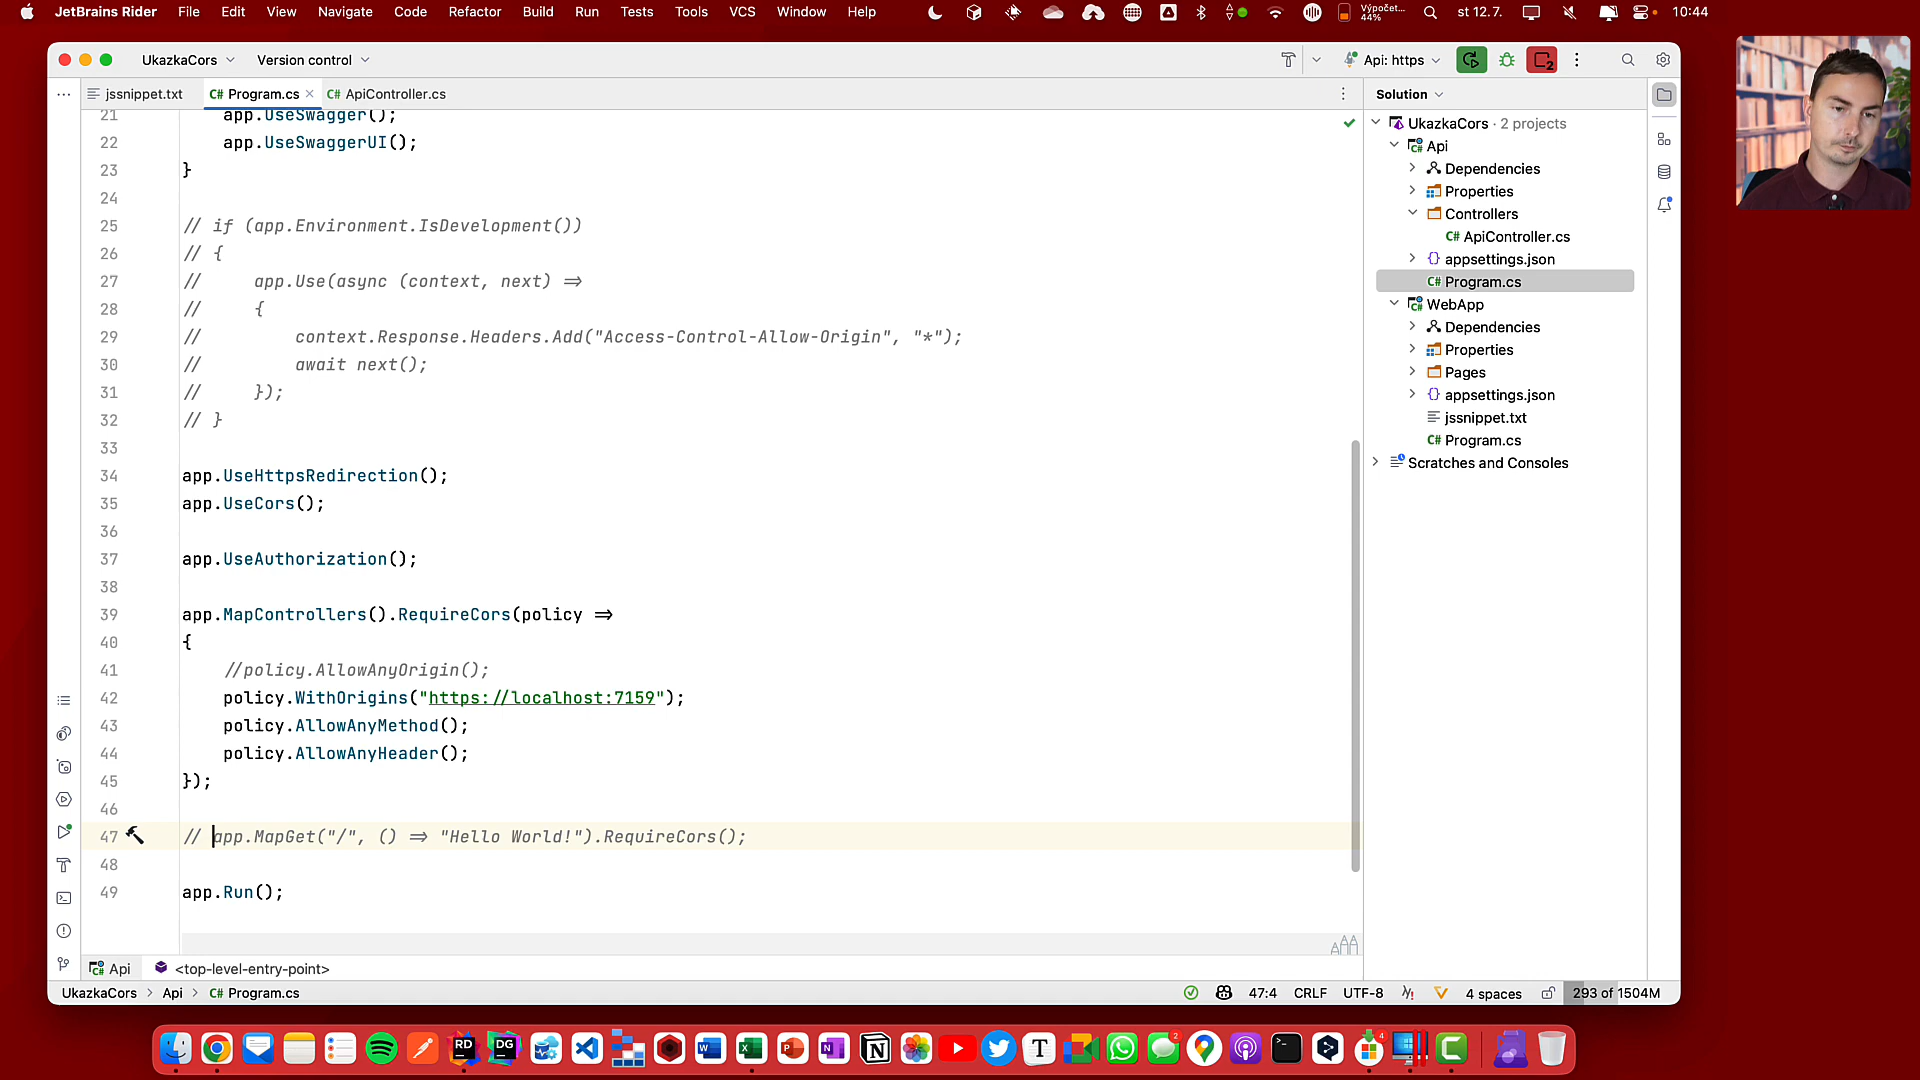 JetBrains Rider File Edit View Navigate Code Refactor Build Run Tests Tools VCS Window Help Výpočet... 44% st 12.7. 10:44
UkazkaCors Version control Api: https 2
jssnippet.txt C# Program.cs C# ApiController.cs Solution
21 app.UseSwagger();
22 app.UseSwaggerUI();
23 }
24
25 // if (app.Environment.IsDevelopment())
26 // {
27 // app.Use(async (context, next) =>
28 // {
29 // context.Response.Headers.Add("Access-Control-Allow-Origin", "*");
30 // await next();
31 // });
32 // }
33
34 app.UseHttpsRedirection();
35 app.UseCors();
36
37 app.UseAuthorization();
38
39 app.MapControllers().RequireCors(policy =>
40 {
41 //policy.AllowAnyOrigin();
42 policy.WithOrigins("https://localhost:7159");
43 policy.AllowAnyMethod();
44 policy.AllowAnyHeader();
45 });
46
47 // app.MapGet("/", () => "Hello World!").RequireCors();
48
49 app.Run();
UkazkaCors · 2 projects
C# Api
Dependencies
Properties
Controllers
C# ApiController.cs
{} appsettings.json
C# Program.cs
C# WebApp
Dependencies
Properties
Pages
{} appsettings.json
jssnippet.txt
C# Program.cs
Scratches and Consoles
C# Api <top-level-entry-point>
UkazkaCors > Api > C# Program.cs 47:4 CRLF UTF-8 4 spaces 293 of 1504M
RD DG N T 2 4